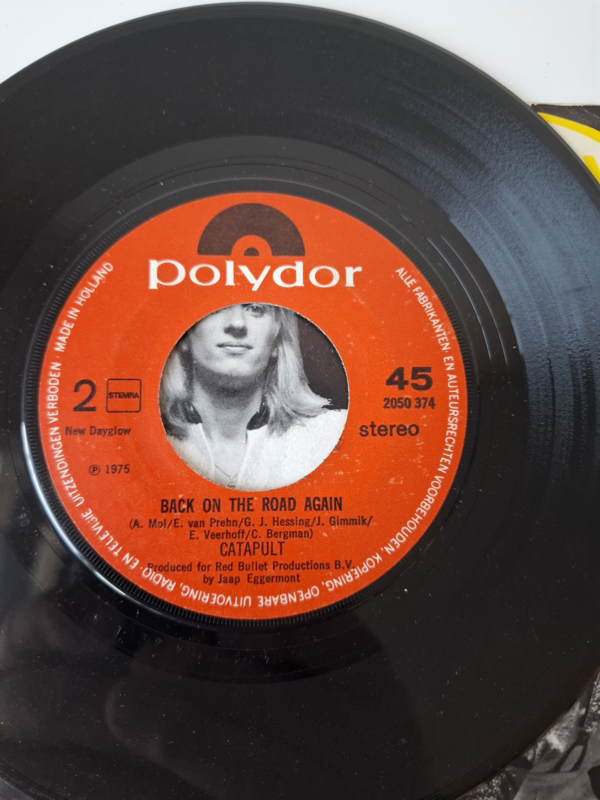 polydor
45
2050 374
stereo
2
STEMRA
New Dayglow
℗ 1975
BACK ON THE ROAD AGAIN
(A. Mol/E. van Prehn/G. J. Hessing/J. Gimmik/
E. Veerhoff/C. Bergman)
CATAPULT
Produced for Red Bullet Productions B.V.
by Jaap Eggermont
ALLE FABRIKANTEN- EN AUTEURSRECHTEN VOORBEHOUDEN. KOPIERING, OPENBARE UITVOERING, RADIO- EN TELEVISIE UITZENDINGEN VERBODEN · MADE IN HOLLAND